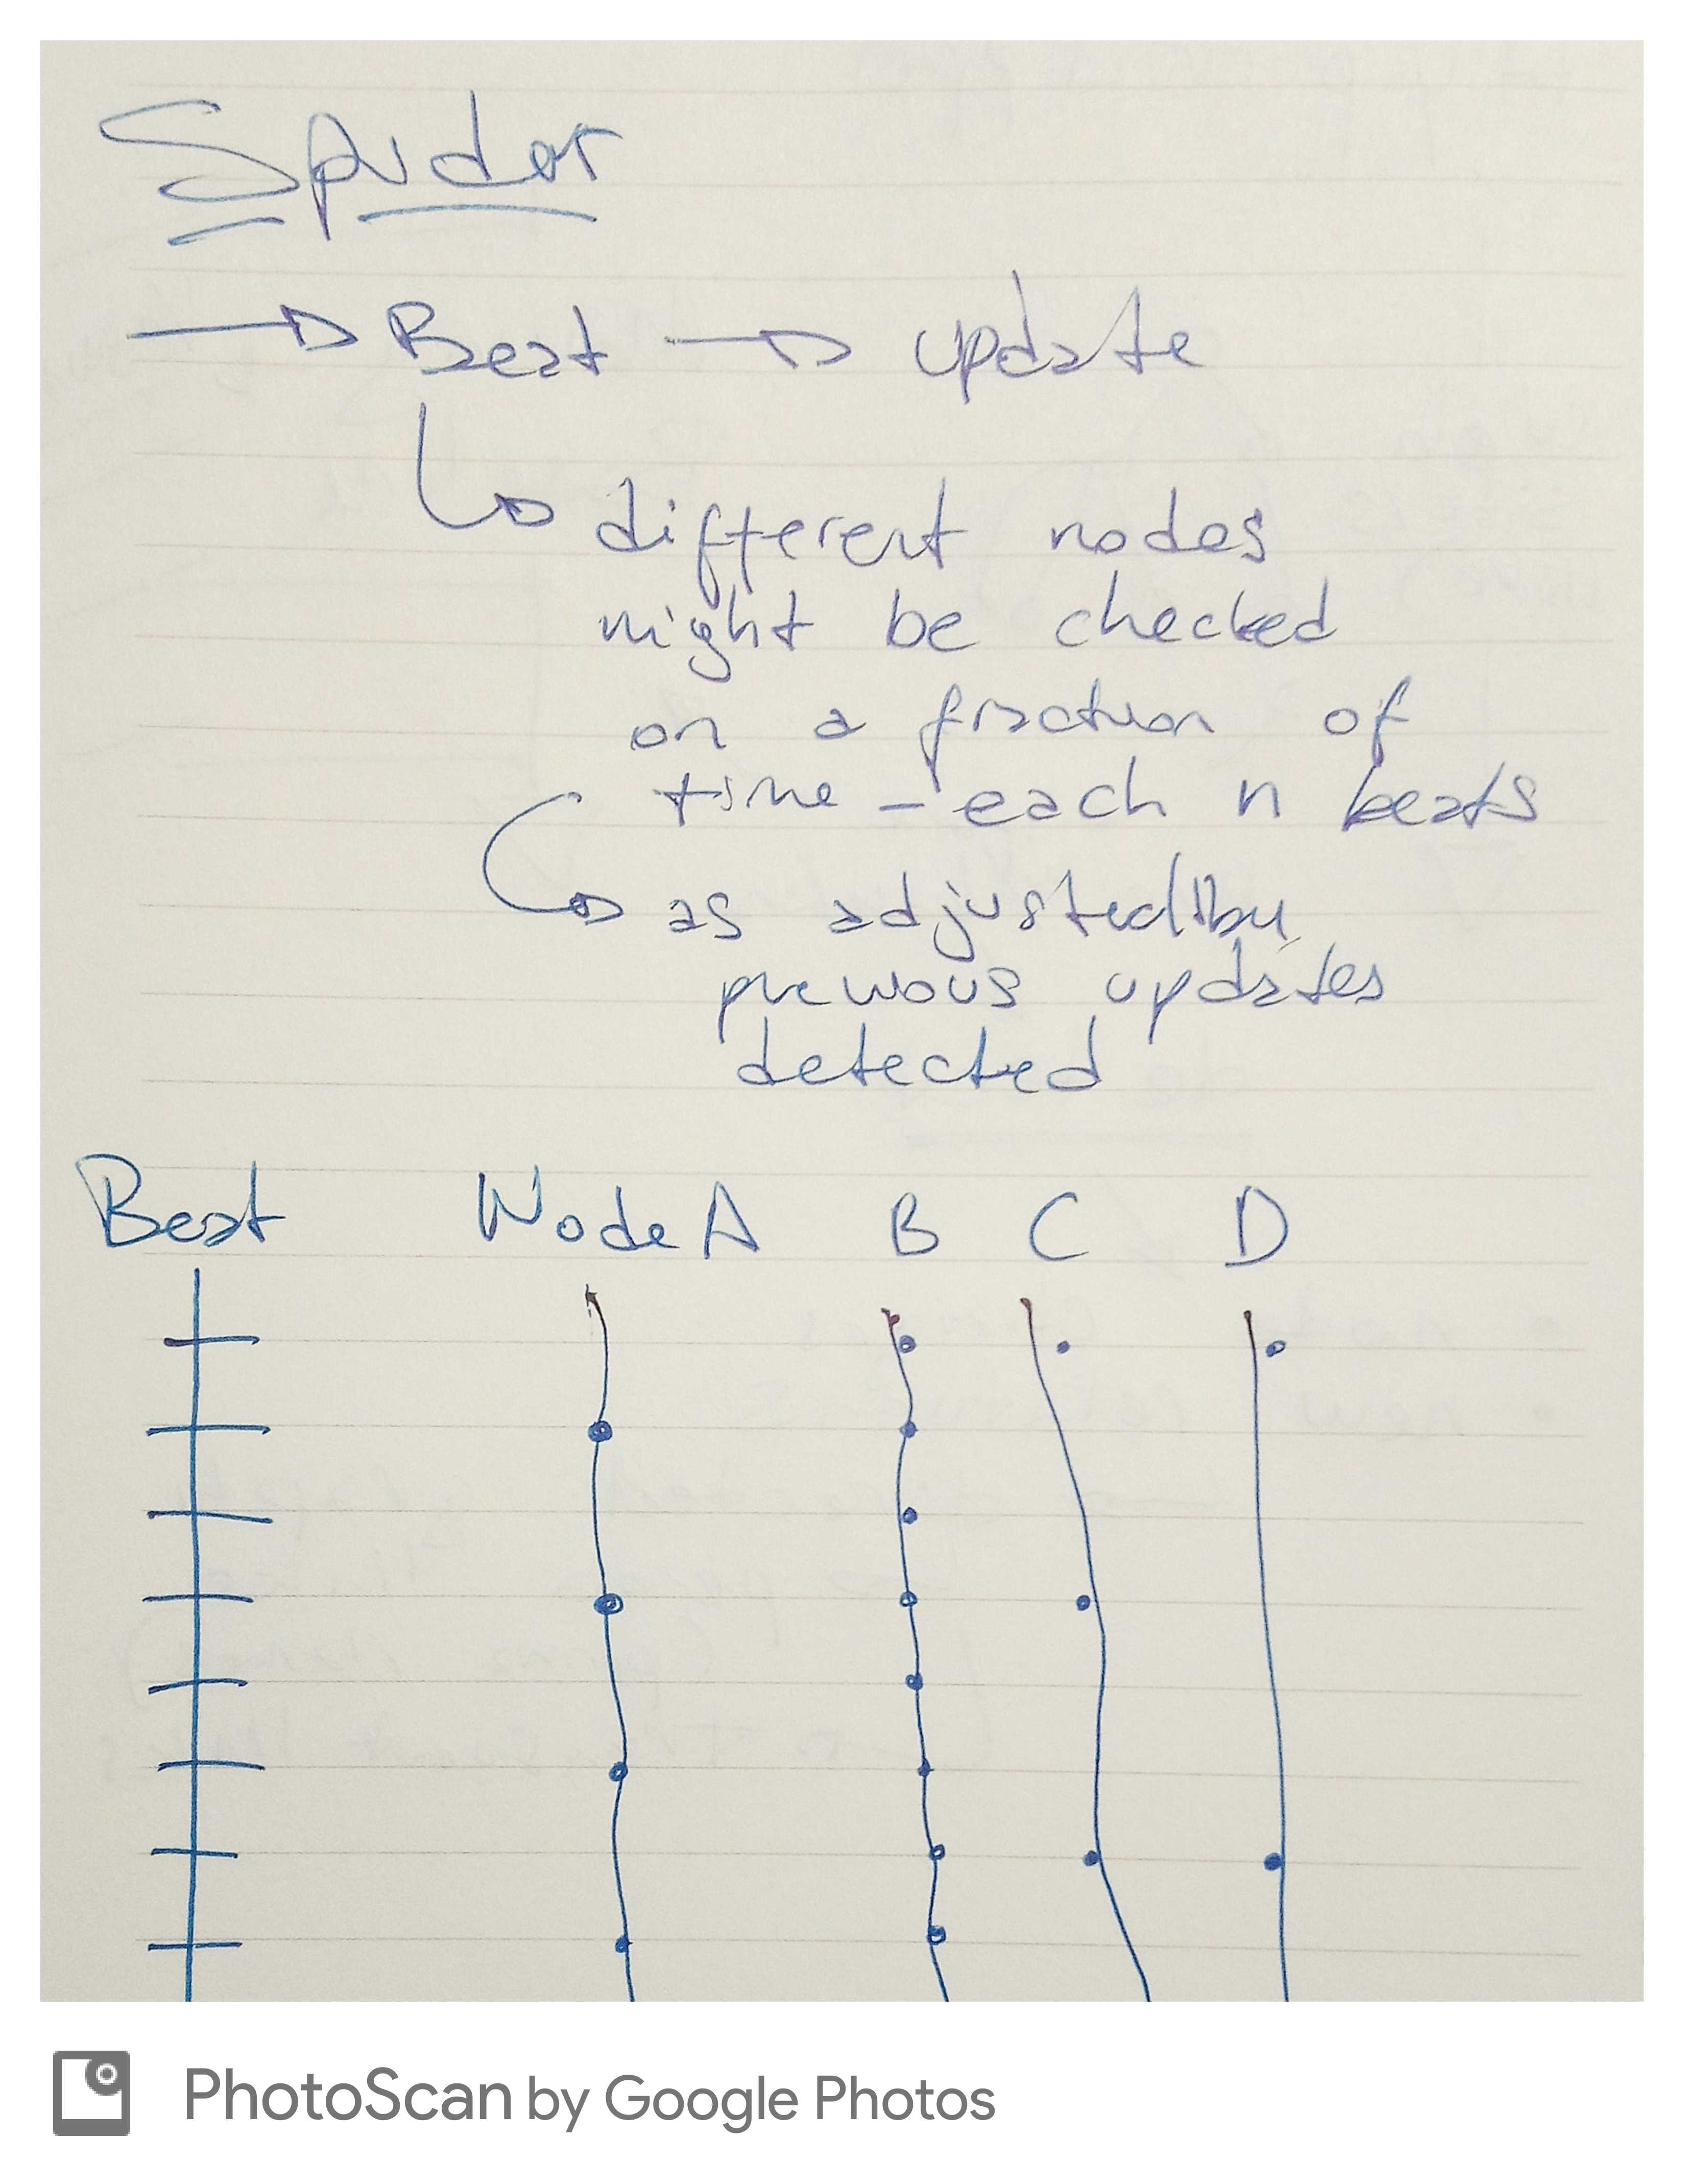 Spider
→ Beat → update
↳ different nodes
might be checked
on a fraction of
time - each n beats
↳ as adjusted by
previous updates
detected
Beat Node A B C D
PhotoScan by Google Photos